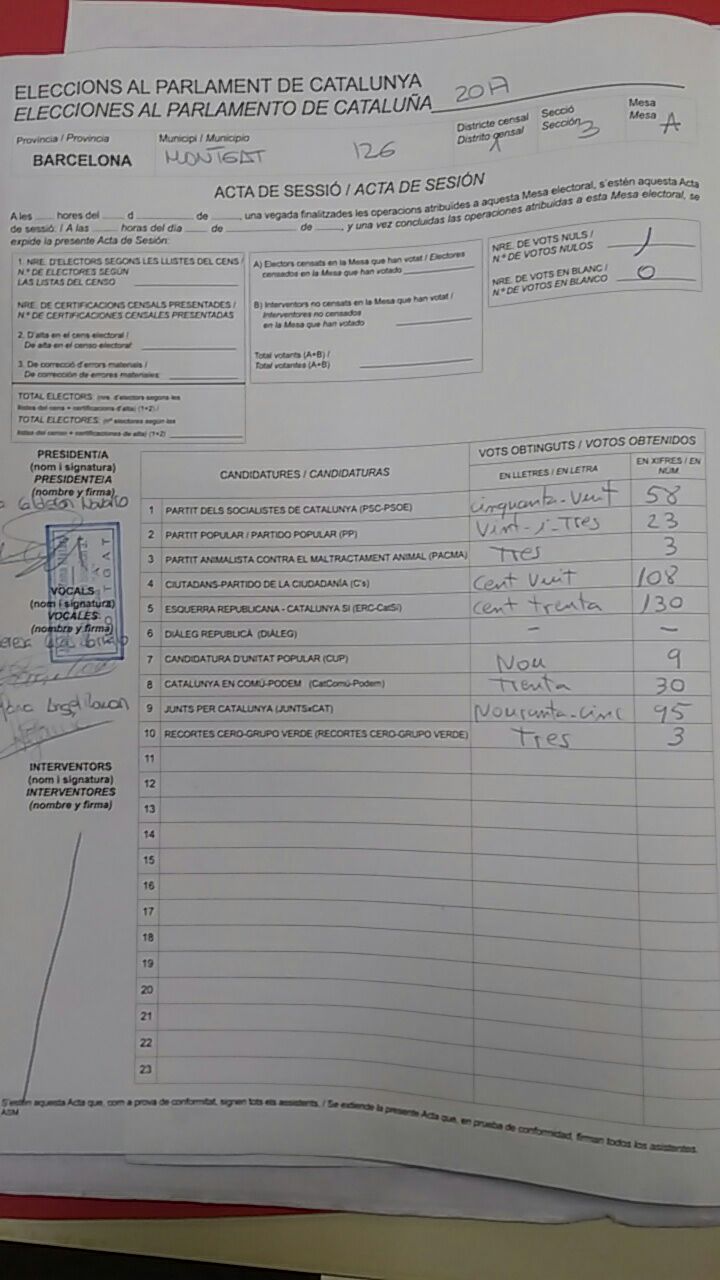 ELECCIONS AL PARLAMENT DE CATALUNYA
ELECCIONES AL PARLAMENTO DE CATALUÑA 2017
Provincia / Provincia
BARCELONA
Municipi / Municipio
MONTGAT 126
Districte censal
Distrito censal
1
Secció
Sección 3
Mesa
Mesa A
ACTA DE SESSIÓ / ACTA DE SESIÓN
A les ____ hores del ____ d ____ de ____, una vegada finalitzades les operacions atribuïdes a aquesta Mesa electoral, s'estén aquesta Acta
de sessió: / A las ____ horas del día ____ de ____ de ____, y una vez concluidas las operaciones atribuidas a esta Mesa electoral, se
expide la presente Acta de Sesión:
1. NRE. D'ELECTORS SEGONS LES LLISTES DEL CENS /
N.º DE ELECTORES SEGÚN
LAS LISTAS DEL CENSO
NRE. DE CERTIFICACIONS CENSALS PRESENTADES /
N.º DE CERTIFICACIONES CENSALES PRESENTADAS
2. D'alta en el cens electoral /
De alta en el censo electoral:
3. De correcció d'errors materials /
De corrección de errores materiales:
TOTAL ELECTORS: (nre. d'electors segons les
llistes del cens + certificacions d'alta) (1+2) /
TOTAL ELECTORES: (nº electores según las
listas del censo + certificaciones de alta) (1+2)
A) Electors censats en la Mesa que han votat / Electores
censados en la Mesa que han votado
B) Interventors no censats en la Mesa que han votat /
Interventores no censados
en la Mesa que han votado
Total votants (A+B) /
Total votantes (A+B)
NRE. DE VOTS NULS /
N.º DE VOTOS NULOS 1
NRE. DE VOTS EN BLANC /
N.º DE VOTOS EN BLANCO 0
PRESIDENT/A
(nom i signatura)
PRESIDENTE/A
(nombre y firma)
VOCALS
(nom i signatura)
VOCALES
(nombre y firma)
INTERVENTORS
(nom i signatura)
INTERVENTORES
(nombre y firma)
CANDIDATURES / CANDIDATURAS
VOTS OBTINGUTS / VOTOS OBTENIDOS
EN LLETRES / EN LETRA
EN XIFRES / EN NÚM.
1 PARTIT DELS SOCIALISTES DE CATALUNYA (PSC-PSOE) cinquanta-vuit 58
2 PARTIT POPULAR / PARTIDO POPULAR (PP) Vint-i-Tres 23
3 PARTIT ANIMALISTA CONTRA EL MALTRACTAMENT ANIMAL (PACMA) Tres 3
4 CIUTADANS-PARTIDO DE LA CIUDADANÍA (C's) Cent Vuit 108
5 ESQUERRA REPUBLICANA - CATALUNYA SÍ (ERC-CatSí) Cent trenta 130
6 DIÀLEG REPUBLICÀ (DIÀLEG) – –
7 CANDIDATURA D'UNITAT POPULAR (CUP) Nou 9
8 CATALUNYA EN COMÚ-PODEM (CatComú-Podem) Trenta 30
9 JUNTS PER CATALUNYA (JUNTSxCAT) Nouranta-cinc 95
10 RECORTES CERO-GRUPO VERDE (RECORTES CERO-GRUPO VERDE) Tres 3
11
12
13
14
15
16
17
18
19
20
21
22
23
S'estén aquesta Acta que, com a prova de conformitat, signen tots els assistents. / Se extiende la presente Acta que, en prueba de conformidad, firman todos los asistentes.
ASM